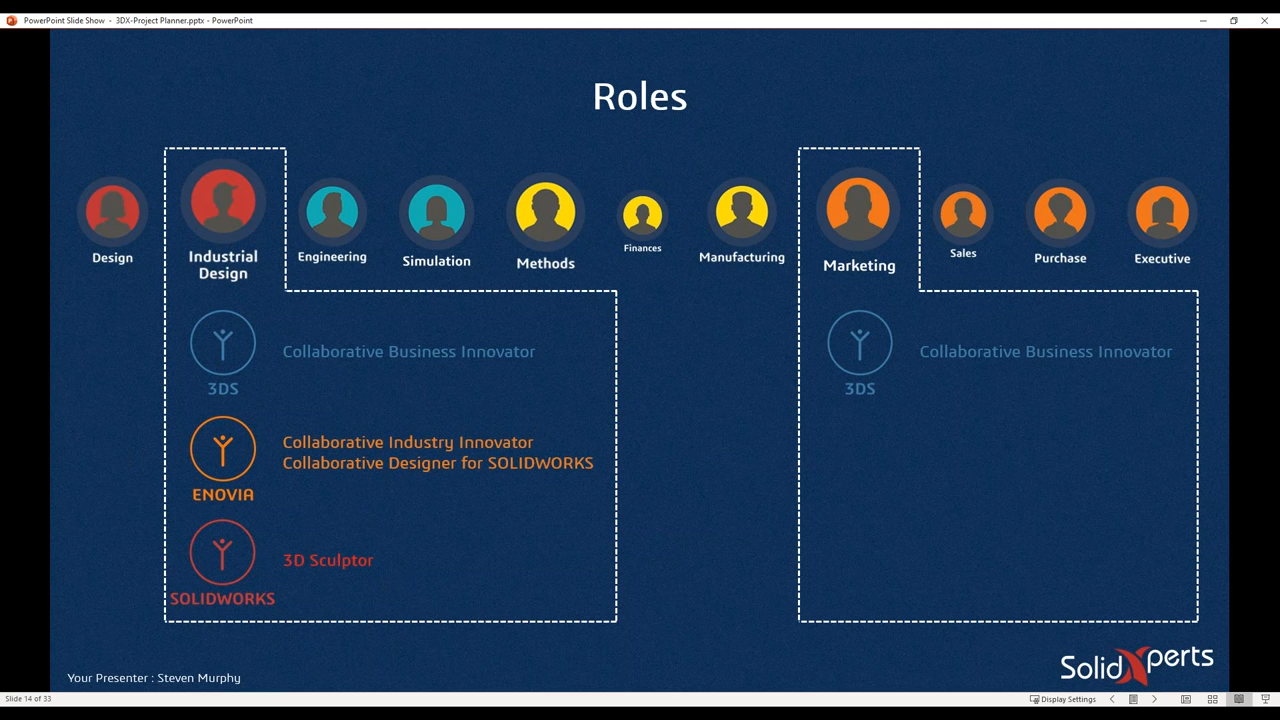 PowerPoint Slide Show - 3DX-Project Planner.pptx - PowerPoint
Roles
Design
Industrial
Design
Engineering
Simulation
Methods
Finances
Manufacturing
Marketing
Sales
Purchase
Executive
Collaborative Business Innovator
3DS
Collaborative Industry Innovator
Collaborative Designer for SOLIDWORKS
ENOVIA
3D Sculptor
SOLIDWORKS
Collaborative Business Innovator
3DS
Your Presenter : Steven Murphy
SolidXperts
Slide 14 of 33
Display Settings